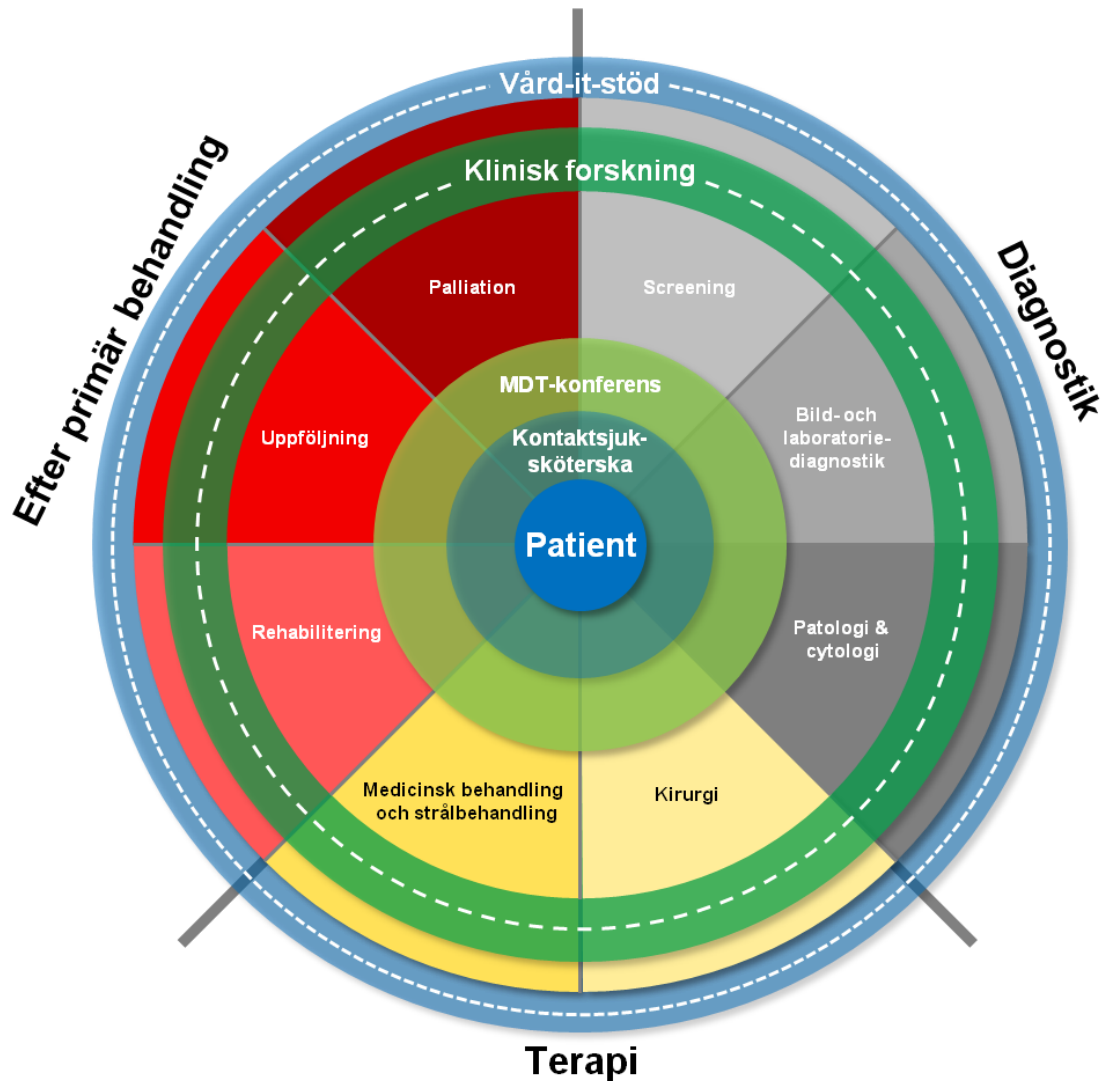 Vård-it-stöd
Klinisk forskning
Efter primär behandling
Diagnostik
Palliation
Screening
MDT-konferens
Uppföljning
Bild- och
laboratorie-
diagnostik
Kontaktsjuk-
sköterska
Patient
Rehabilitering
Patologi &
cytologi
Medicinsk behandling
och strålbehandling
Kirurgi
Terapi